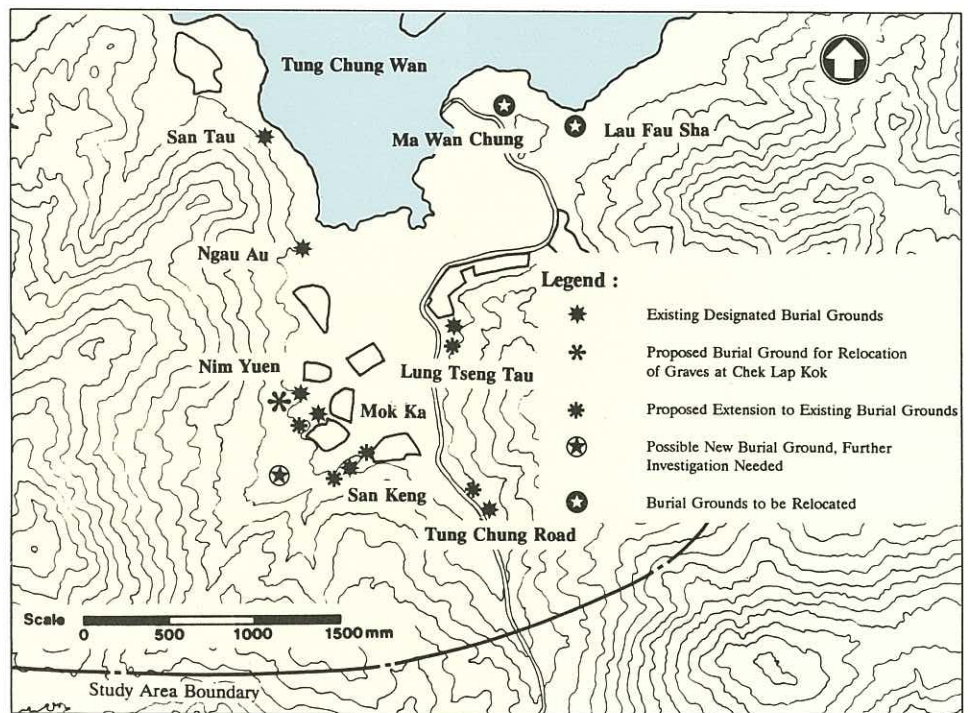 Tung Chung Wan
San Tau
Ma Wan Chung
Lau Fau Sha
Ngau Au
Legend :
Existing Designated Burial Grounds
Proposed Burial Ground for Relocation
of Graves at Chek Lap Kok
Proposed Extension to Existing Burial Grounds
Possible New Burial Ground, Further
Investigation Needed
Burial Grounds to be Relocated
Nim Yuen
Lung Tseng Tau
Mok Ka
San Keng
Tung Chung Road
Scale 0 500 1000 1500mm
Study Area Boundary